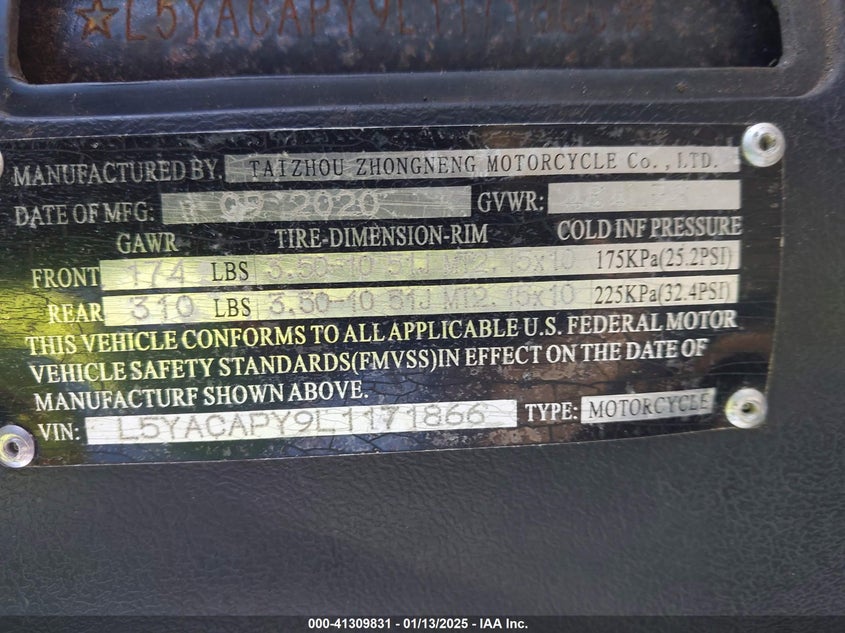 ☆L5YACAPY9L1171866☆
MANUFACTURED BY. TAIZHOU ZHONGNENG MOTORCYCLE Co., LTD.
DATE OF MFG: 09 2020 GVWR:
GAWR TIRE-DIMENSION-RIM COLD INF PRESSURE
FRONT 174 LBS 3.50-10 51J MT2.15x10 175KPa(25.2PSI)
REAR 310 LBS 3.50-10 51J MT2.15x10 225KPa(32.4PSI)
THIS VEHICLE CONFORMS TO ALL APPLICABLE U.S. FEDERAL MOTOR
VEHICLE SAFETY STANDARDS(FMVSS)IN EFFECT ON THE DATE OF
MANUFACTURF SHOWN ABOVE.
VIN: L5YACAPY9L1171866 TYPE: MOTORCYCLE
000-41309831 - 01/13/2025 - IAA Inc.